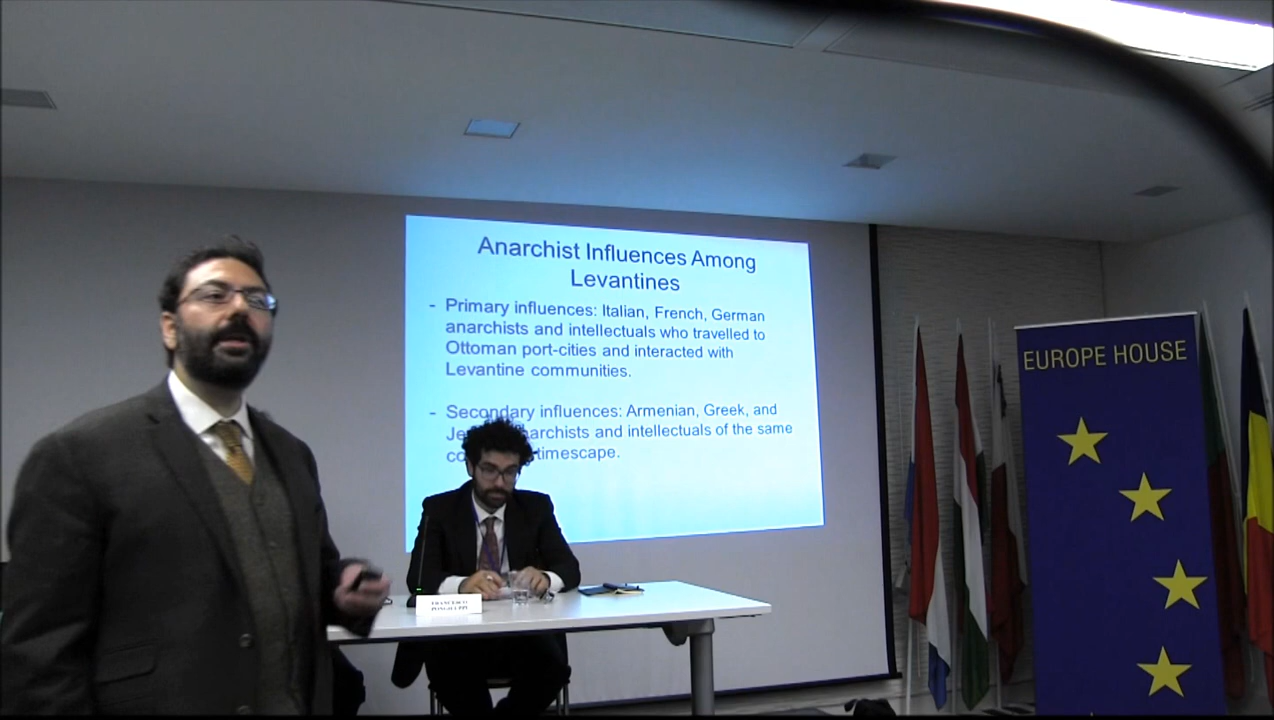 Anarchist Influences Among
Levantines
- Primary influences: Italian, French, German
anarchists and intellectuals who travelled to
Ottoman port-cities and interacted with
Levantine communities.
- Secondary influences: Armenian, Greek, and
Je archists and intellectuals of the same
co timescape.
EUROPE HOUSE
FRANCESCO